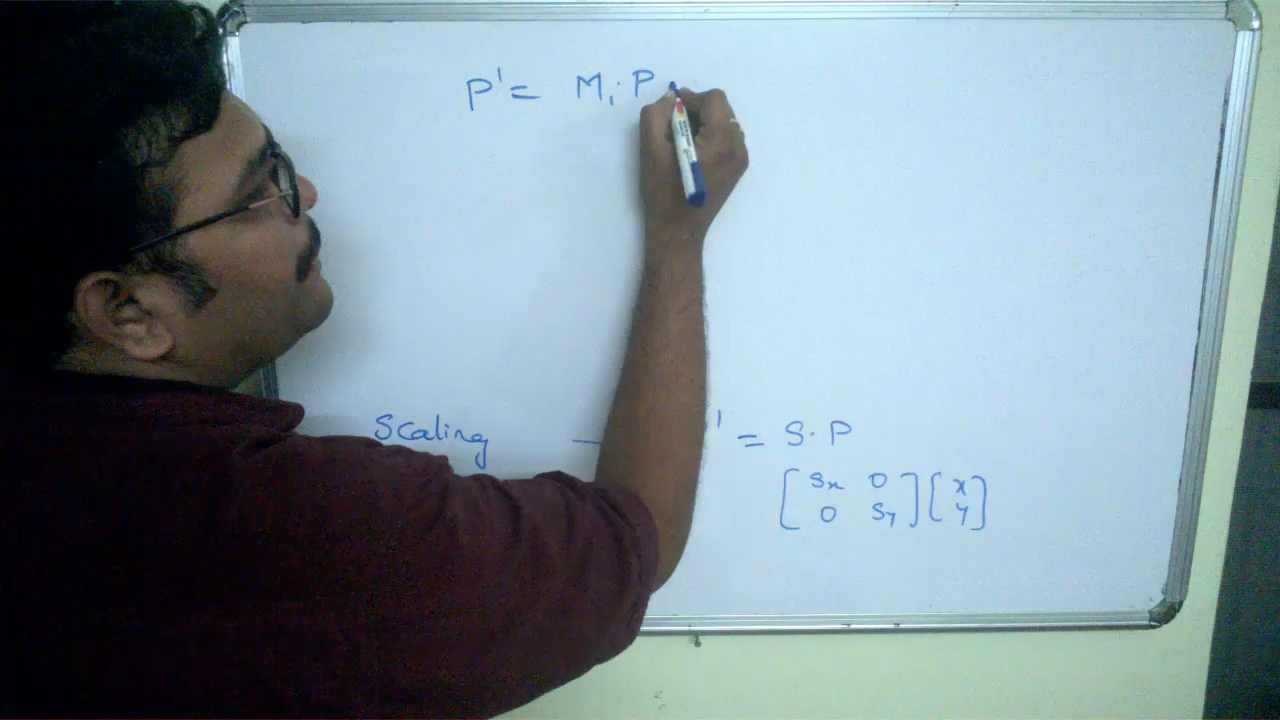 P' = M₁. P
Scaling — ' = S. P
[Sx 0] [x]
[0 Sy] [y]